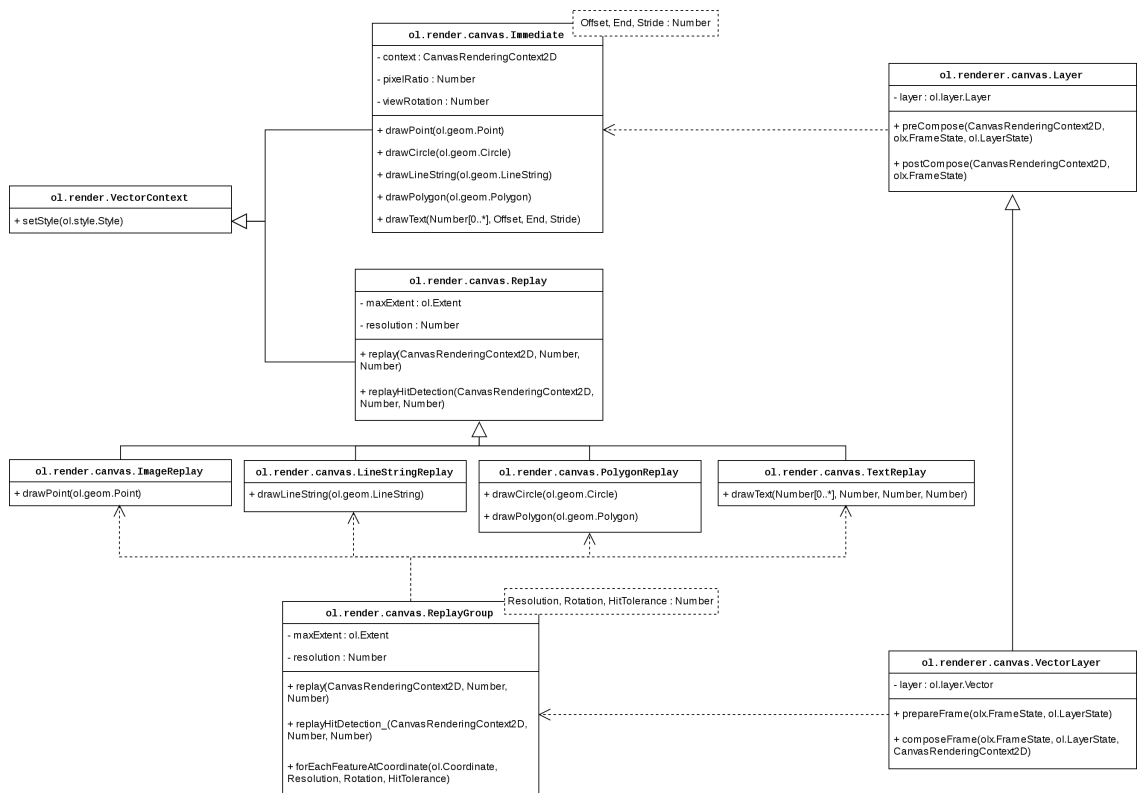 Offset, End, Stride : Number
ol.render.canvas.Immediate
- context : CanvasRenderingContext2D
- pixelRatio : Number
- viewRotation : Number
+ drawPoint(ol.geom.Point)
+ drawCircle(ol.geom.Circle)
+ drawLineString(ol.geom.LineString)
+ drawPolygon(ol.geom.Polygon)
+ drawText(Number[0..*], Offset, End, Stride)
ol.renderer.canvas.Layer
- layer : ol.layer.Layer
+ preCompose(CanvasRenderingContext2D,
olx.FrameState, ol.LayerState)
+ postCompose(CanvasRenderingContext2D,
olx.FrameState)
ol.render.VectorContext
+ setStyle(ol.style.Style)
ol.render.canvas.Replay
- maxExtent : ol.Extent
- resolution : Number
+ replay(CanvasRenderingContext2D, Number,
Number)
+ replayHitDetection(CanvasRenderingContext2D,
Number, Number)
ol.render.canvas.ImageReplay
+ drawPoint(ol.geom.Point)
ol.render.canvas.LineStringReplay
+ drawLineString(ol.geom.LineString)
ol.render.canvas.PolygonReplay
+ drawCircle(ol.geom.Circle)
+ drawPolygon(ol.geom.Polygon)
ol.render.canvas.TextReplay
+ drawText(Number[0..*], Number, Number, Number)
Resolution, Rotation, HitTolerance : Number
ol.render.canvas.ReplayGroup
- maxExtent : ol.Extent
- resolution : Number
+ replay(CanvasRenderingContext2D, Number,
Number)
+ replayHitDetection_(CanvasRenderingContext2D,
Number, Number)
+ forEachFeatureAtCoordinate(ol.Coordinate,
Resolution, Rotation, HitTolerance)
ol.renderer.canvas.VectorLayer
- layer : ol.layer.Vector
+ prepareFrame(olx.FrameState, ol.LayerState)
+ composeFrame(olx.FrameState, ol.LayerState,
CanvasRenderingContext2D)